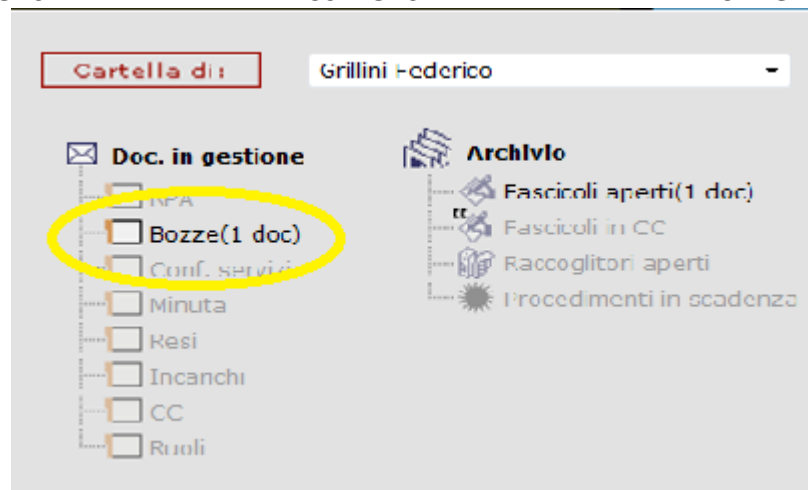 Cartella di:
Grillini Federico
Doc. in gestione
RPA
Bozze(1 doc)
Conf. servizi
Minuta
Resi
Incarichi
CC
Ruoli
Archivio
Fascicoli aperti(1 doc)
Fascicoli in CC
Raccoglitori aperti
Procedimenti in scadenza